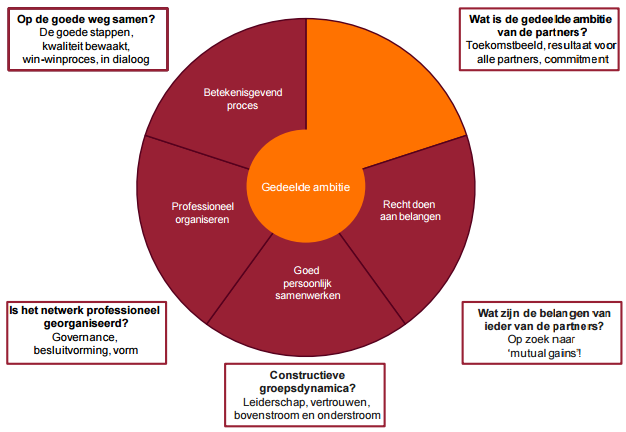 Op de goede weg samen?
De goede stappen,
kwaliteit bewaakt,
win-winproces, in dialoog
Wat is de gedeelde ambitie
van de partners?
Toekomstbeeld, resultaat voor
alle partners, commitment
Betekenisgevend
proces
Gedeelde ambitie
Professioneel
organiseren
Recht doen
aan belangen
Goed
persoonlijk
samenwerken
Is het netwerk professioneel
georganiseerd?
Governance,
besluitvorming, vorm
Wat zijn de belangen van
ieder van de partners?
Op zoek naar
‘mutual gains’!
Constructieve
groepsdynamica?
Leiderschap, vertrouwen,
bovenstroom en onderstroom